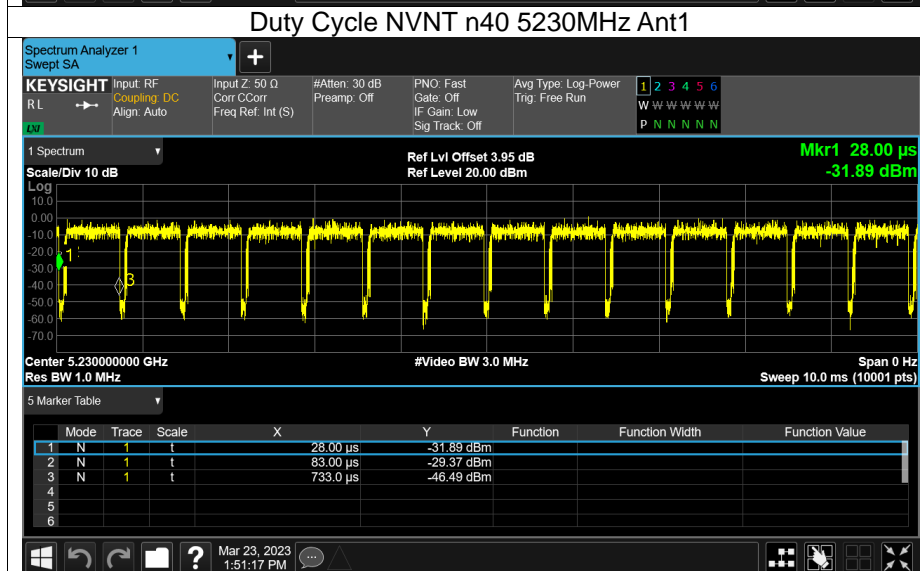 Duty Cycle NVNT n40 5230MHz Ant1
Spectrum Analyzer 1
Swept SA
+
KEYSIGHT
RL
LXI
Input: RF
Coupling: DC
Align: Auto
Input Z: 50 Ω
Corr CCorr
Freq Ref: Int (S)
#Atten: 30 dB
Preamp: Off
PNO: Fast
Gate: Off
IF Gain: Low
Sig Track: Off
Avg Type: Log-Power
Trig: Free Run
1 2 3 4 5 6
W W W W W W
P N N N N N
1 Spectrum
Scale/Div 10 dB
Ref Lvl Offset 3.95 dB
Ref Level 20.00 dBm
Mkr1 28.00 µs
-31.89 dBm
Log
10.0
0.00
-10.0
-20.0
-30.0
-40.0
-50.0
-60.0
-70.0
1
3
Center 5.230000000 GHz
Res BW 1.0 MHz
#Video BW 3.0 MHz
Span 0 Hz
Sweep 10.0 ms (10001 pts)
5 Marker Table
Mode Trace Scale X Y Function Function Width Function Value
1 N 1 t 28.00 µs -31.89 dBm
2 N 1 t 83.00 µs -29.37 dBm
3 N 1 t 733.0 µs -46.49 dBm
4
5
6
?
Mar 23, 2023
1:51:17 PM